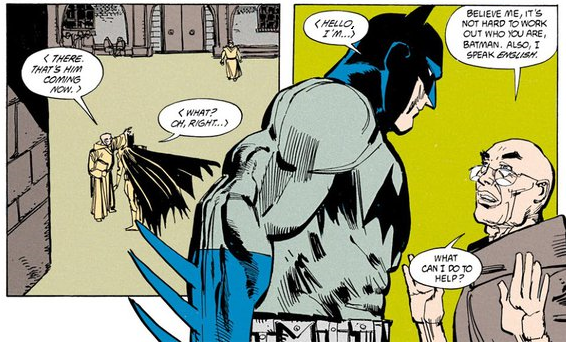 < THERE.
THAT'S HIM
COMING
NOW. >
< WHAT?
OH, RIGHT... >
< HELLO,
I'M... >
BELIEVE ME, IT'S
NOT HARD TO WORK
OUT WHO YOU ARE,
BATMAN. ALSO, I
SPEAK ENGLISH.
WHAT
CAN I DO TO
HELP?